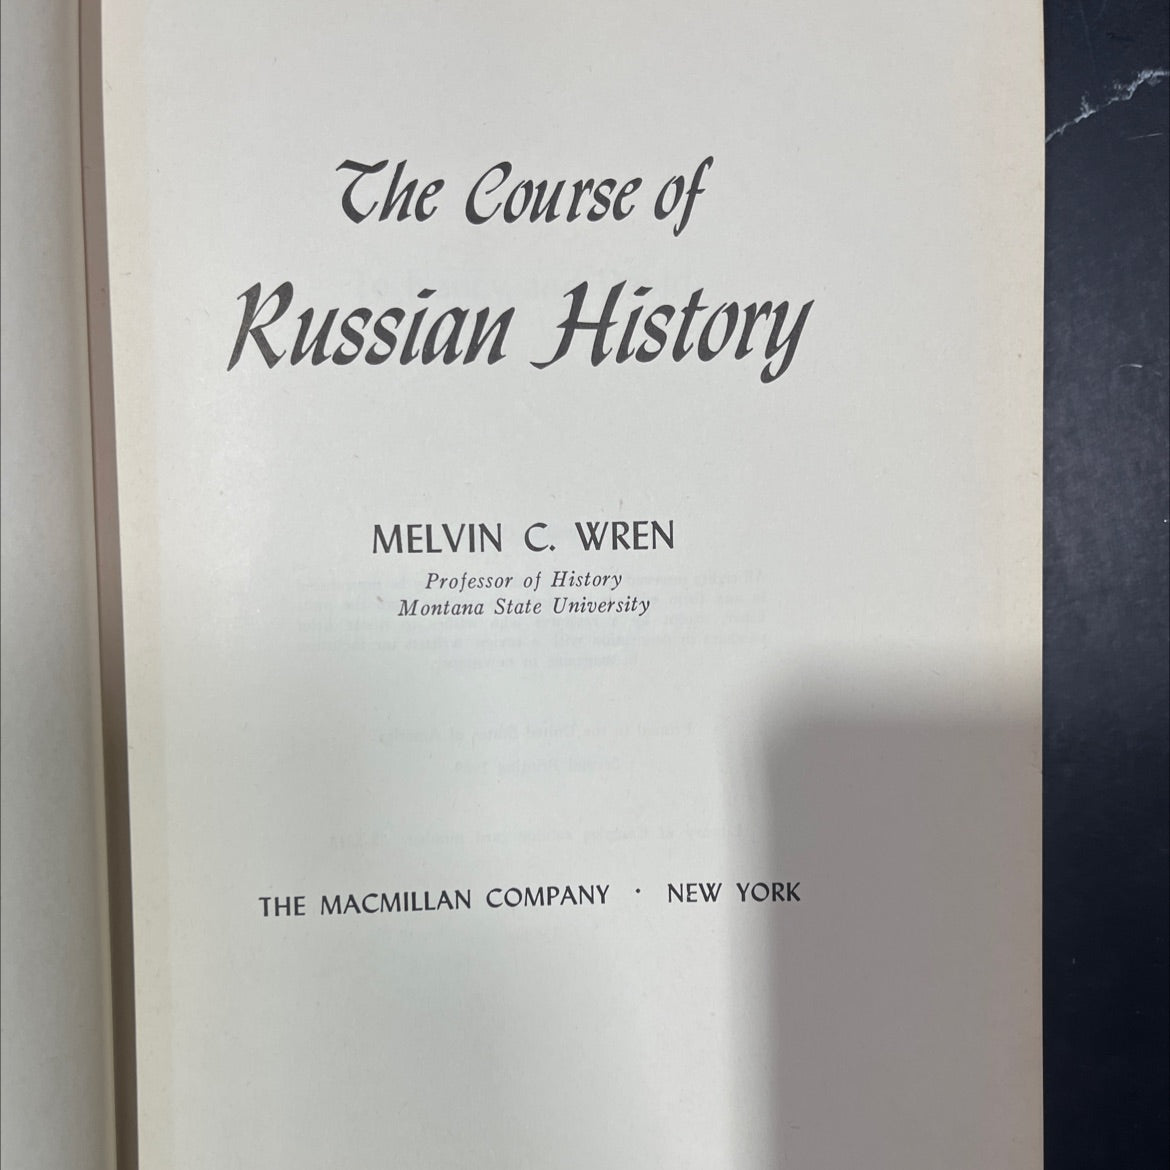 The Course of
Russian History
MELVIN C. WREN
Professor of History
Montana State University
THE MACMILLAN COMPANY · NEW YORK